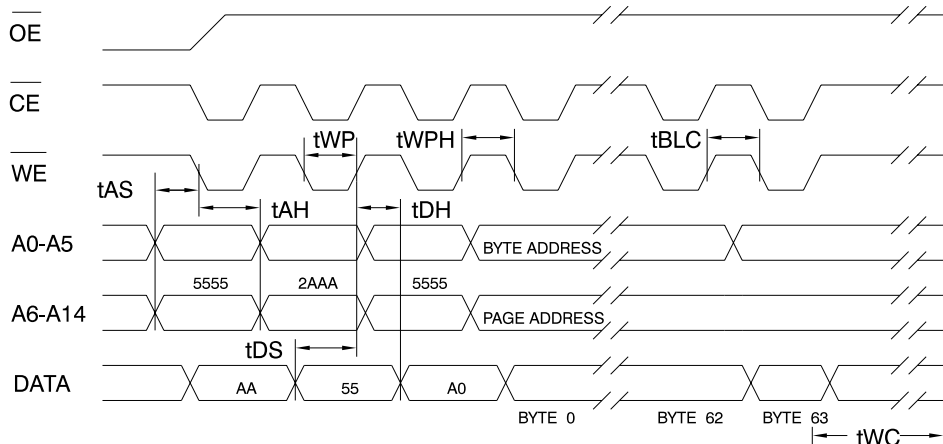 OE
CE
tWP tWPH tBLC
WE
tAS
tAH tDH
A0-A5 BYTE ADDRESS
5555 2AAA 5555
A6-A14 PAGE ADDRESS
tDS
DATA AA 55 A0
BYTE 0 BYTE 62 BYTE 63
tWC